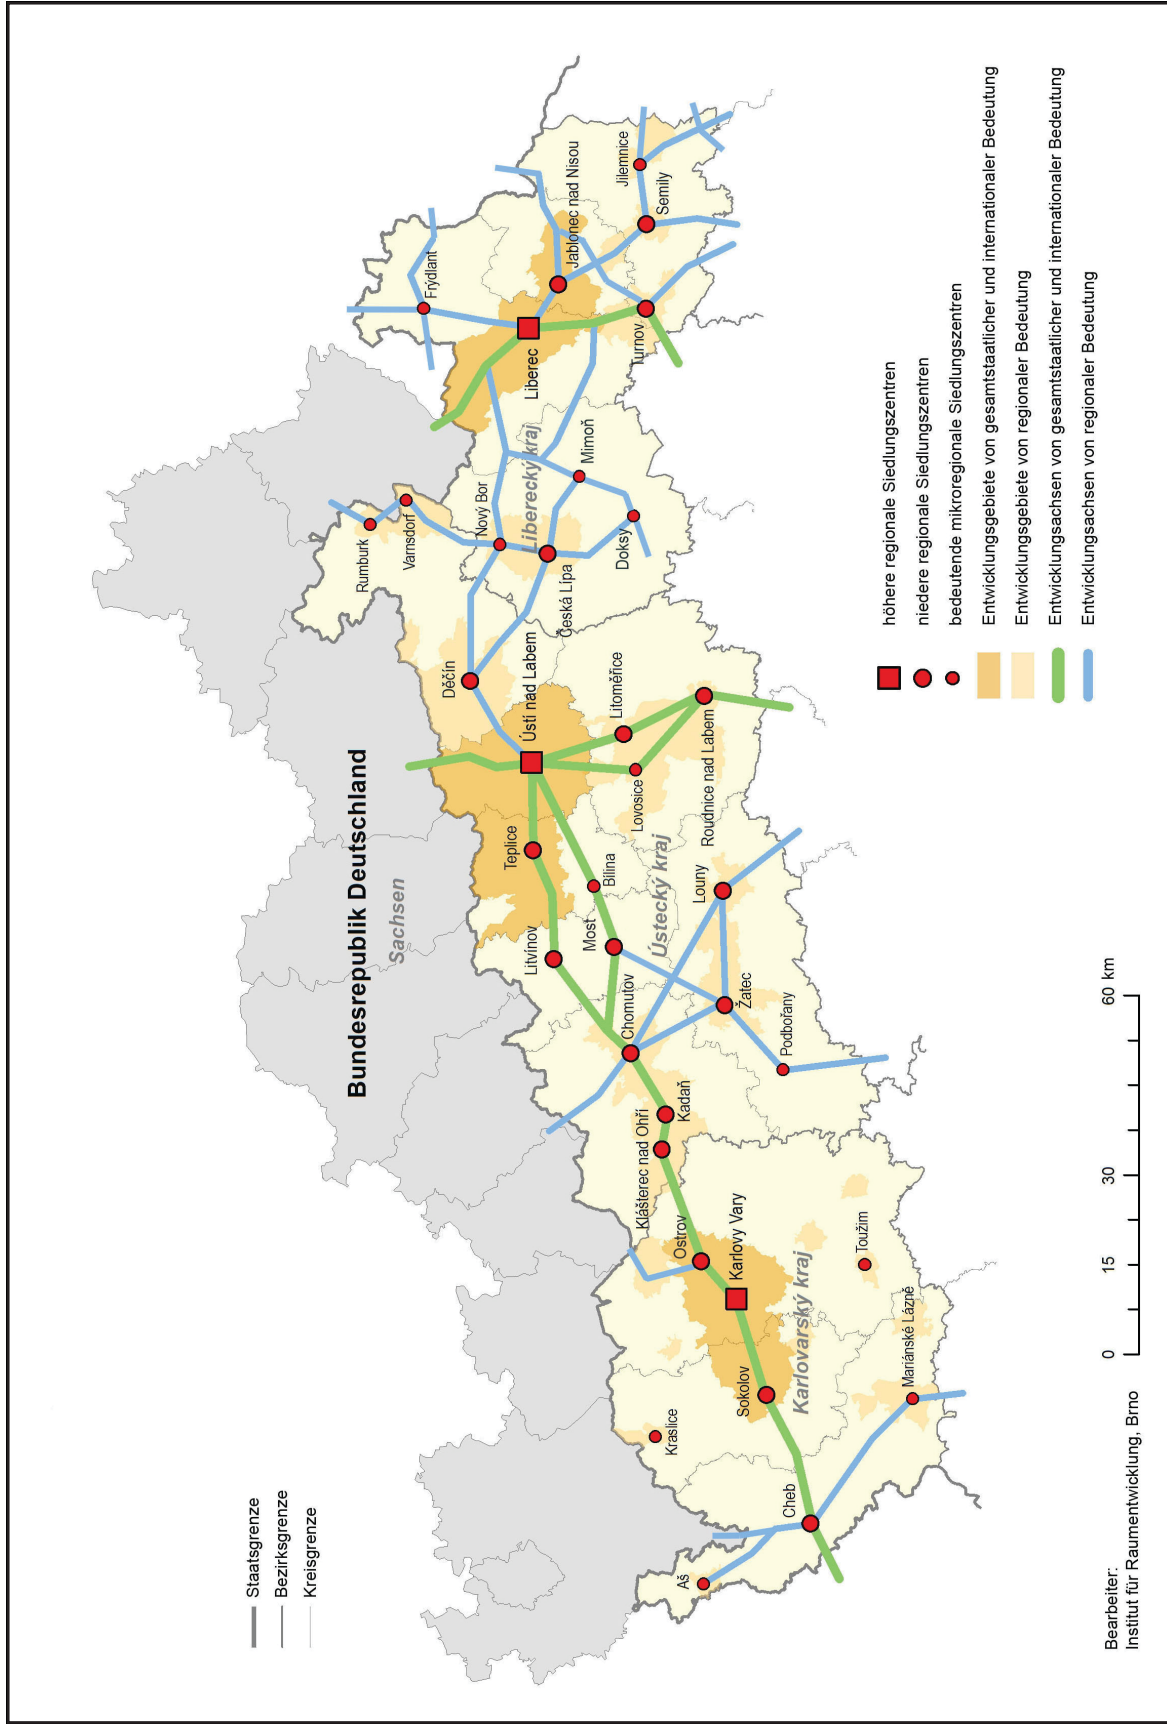 Staatsgrenze
Bezirksgrenze
Kreisgrenze
Bundesrepublik Deutschland
Sachsen
Rumburk
Varnsdorf
Frýdlant
Děčín
Nový Bor
Liberec
Jablonec nad Nisou
Jilemnice
Semily
Turnov
Liberecký kraj
Mimoň
Česká Lípa
Doksy
Ústí nad Labem
Teplice
Litvínov
Litoměřice
Lovosice
Roudnice nad Labem
Bílina
Most
Ústecký kraj
Louny
Chomutov
Žatec
Podbořany
Kadaň
Klášterec nad Ohří
Ostrov
Karlovy Vary
Karlovarský kraj
Toužim
Sokolov
Kraslice
Mariánské Lázně
Cheb
Aš
höhere regionale Siedlungszentren
niedere regionale Siedlungszentren
bedeutende mikroregionale Siedlungszentren
Entwicklungsgebiete von gesamtstaatlicher und internationaler Bedeutung
Entwicklungsgebiete von regionaler Bedeutung
Entwicklungsachsen von gesamtstaatlicher und internationaler Bedeutung
Entwicklungsachsen von regionaler Bedeutung
0 15 30 60 km
Bearbeiter:
Institut für Raumentwicklung, Brno